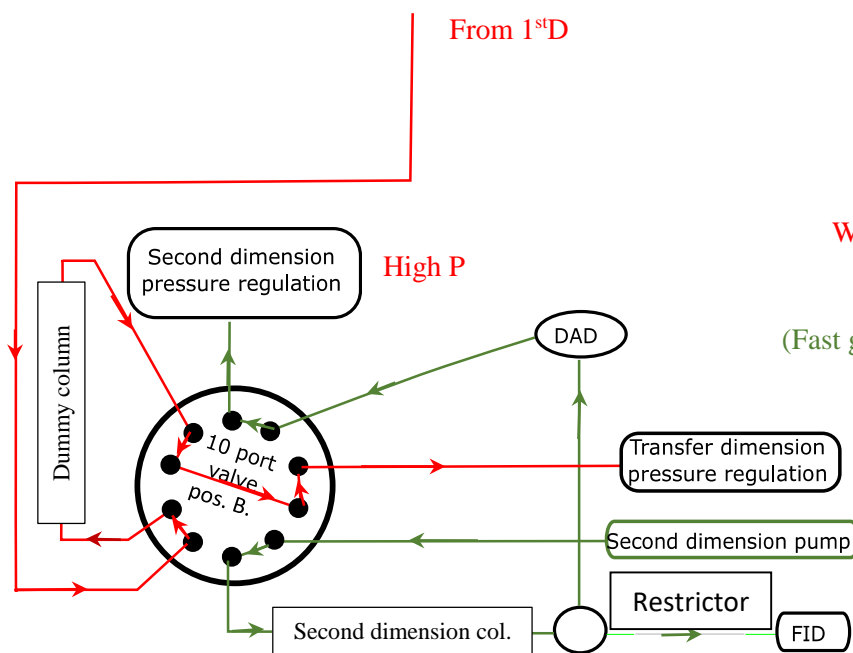 From 1stD
W
Second dimension
pressure regulation
High P
DAD
(Fast g
Dummy column
10 port
valve
pos. B.
Transfer dimension
pressure regulation
Second dimension pump
Restrictor
Second dimension col.
FID